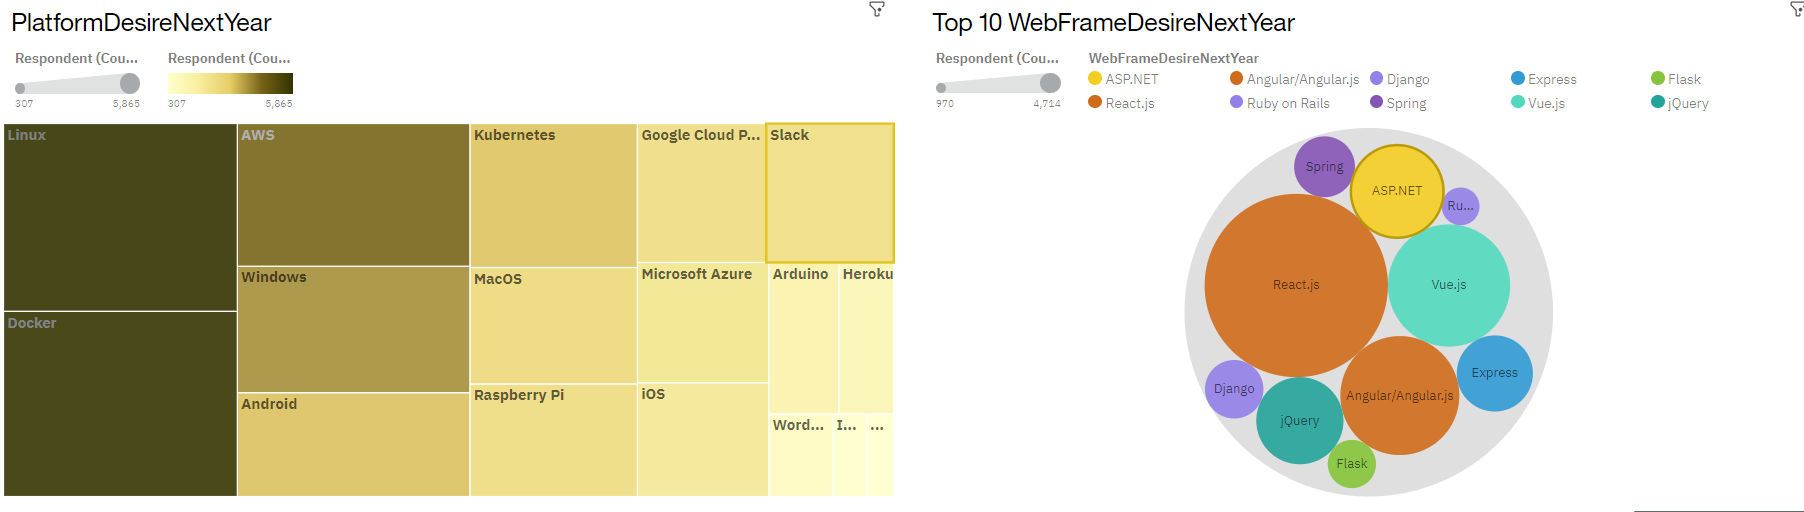 PlatformDesireNextYear
Respondent (Cou...
Respondent (Cou...
307
5,865
307
5,865
Linux
Docker
AWS
Windows
Android
Kubernetes
MacOS
Raspberry Pi
Google Cloud P...
Slack
Microsoft Azure
iOS
Arduino
Heroku
Word...
I...
...
Top 10 WebFrameDesireNextYear
Respondent (Cou...
970
4,714
WebFrameDesireNextYear
ASP.NET
Angular/Angular.js
Django
Express
Flask
React.js
Ruby on Rails
Spring
Vue.js
jQuery
Spring
ASP.NET
Ru...
React.js
Vue.js
Express
Django
Angular/Angular.js
jQuery
Flask